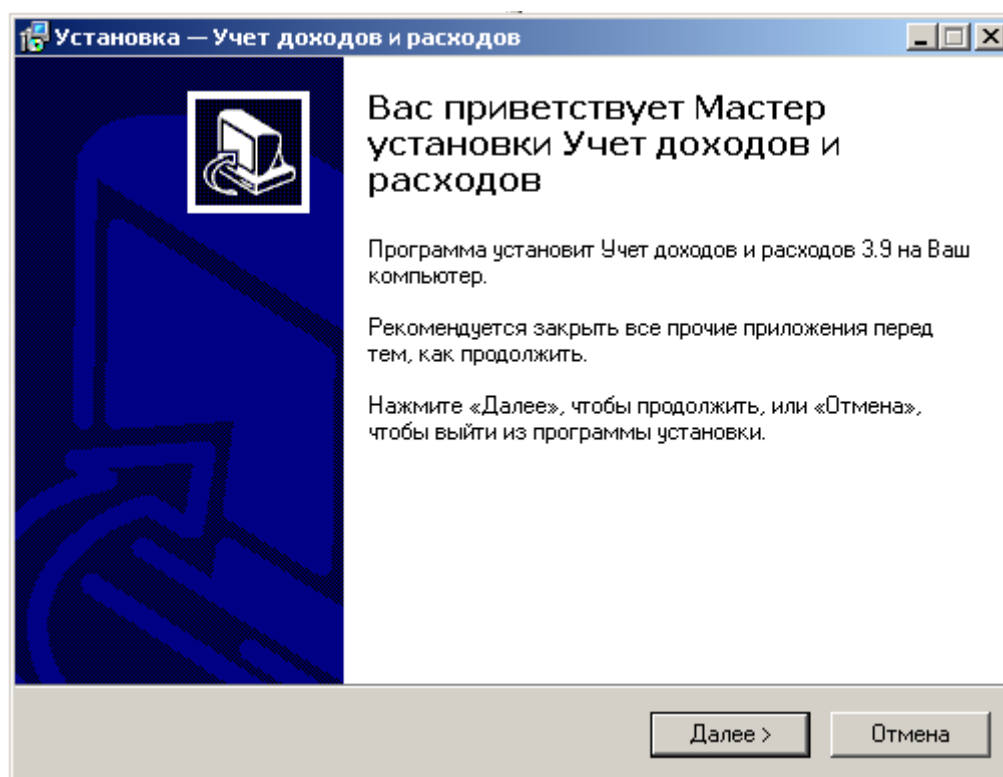 Установка — Учет доходов и расходов
Вас приветствует Мастер
установки Учет доходов и
расходов
Программа установит Учет доходов и расходов 3.9 на Ваш
компьютер.
Рекомендуется закрыть все прочие приложения перед
тем, как продолжить.
Нажмите «Далее», чтобы продолжить, или «Отмена»,
чтобы выйти из программы установки.
Далее >
Отмена